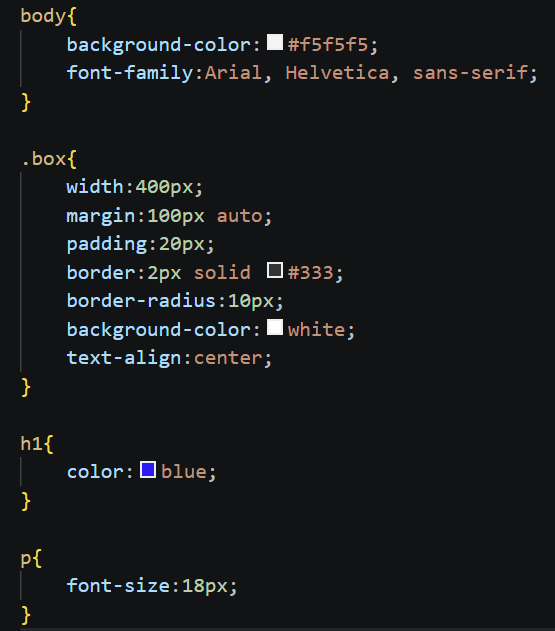 body{
    background-color:#f5f5f5;
    font-family:Arial, Helvetica, sans-serif;
}

.box{
    width:400px;
    margin:100px auto;
    padding:20px;
    border:2px solid #333;
    border-radius:10px;
    background-color:white;
    text-align:center;
}

h1{
    color:blue;
}

p{
    font-size:18px;
}